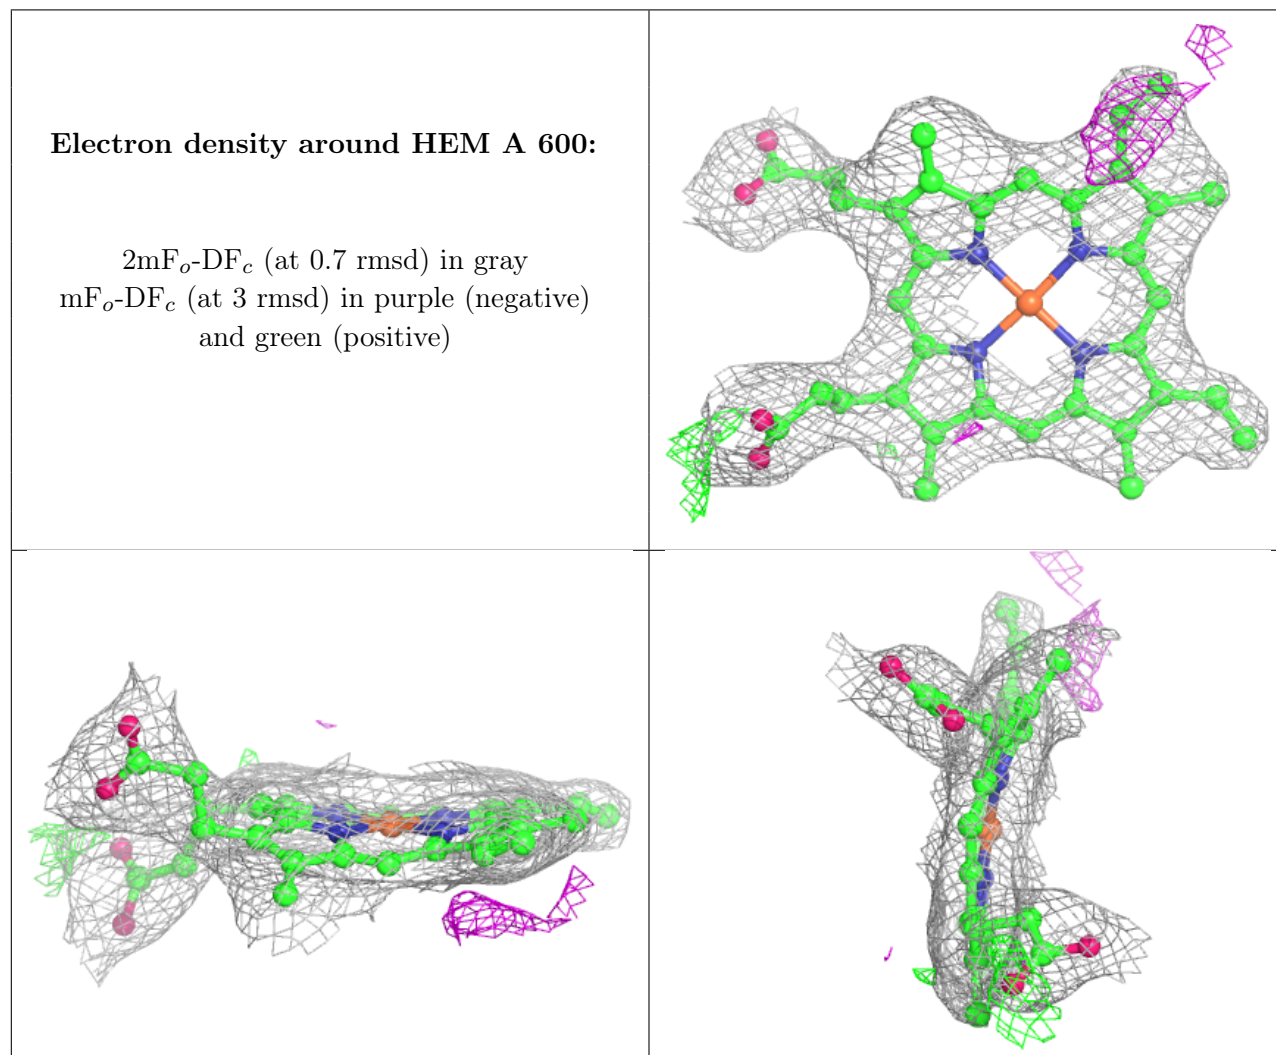 Electron density around HEM A 600:
2mFo-DFc (at 0.7 rmsd) in gray
mFo-DFc (at 3 rmsd) in purple (negative)
and green (positive)